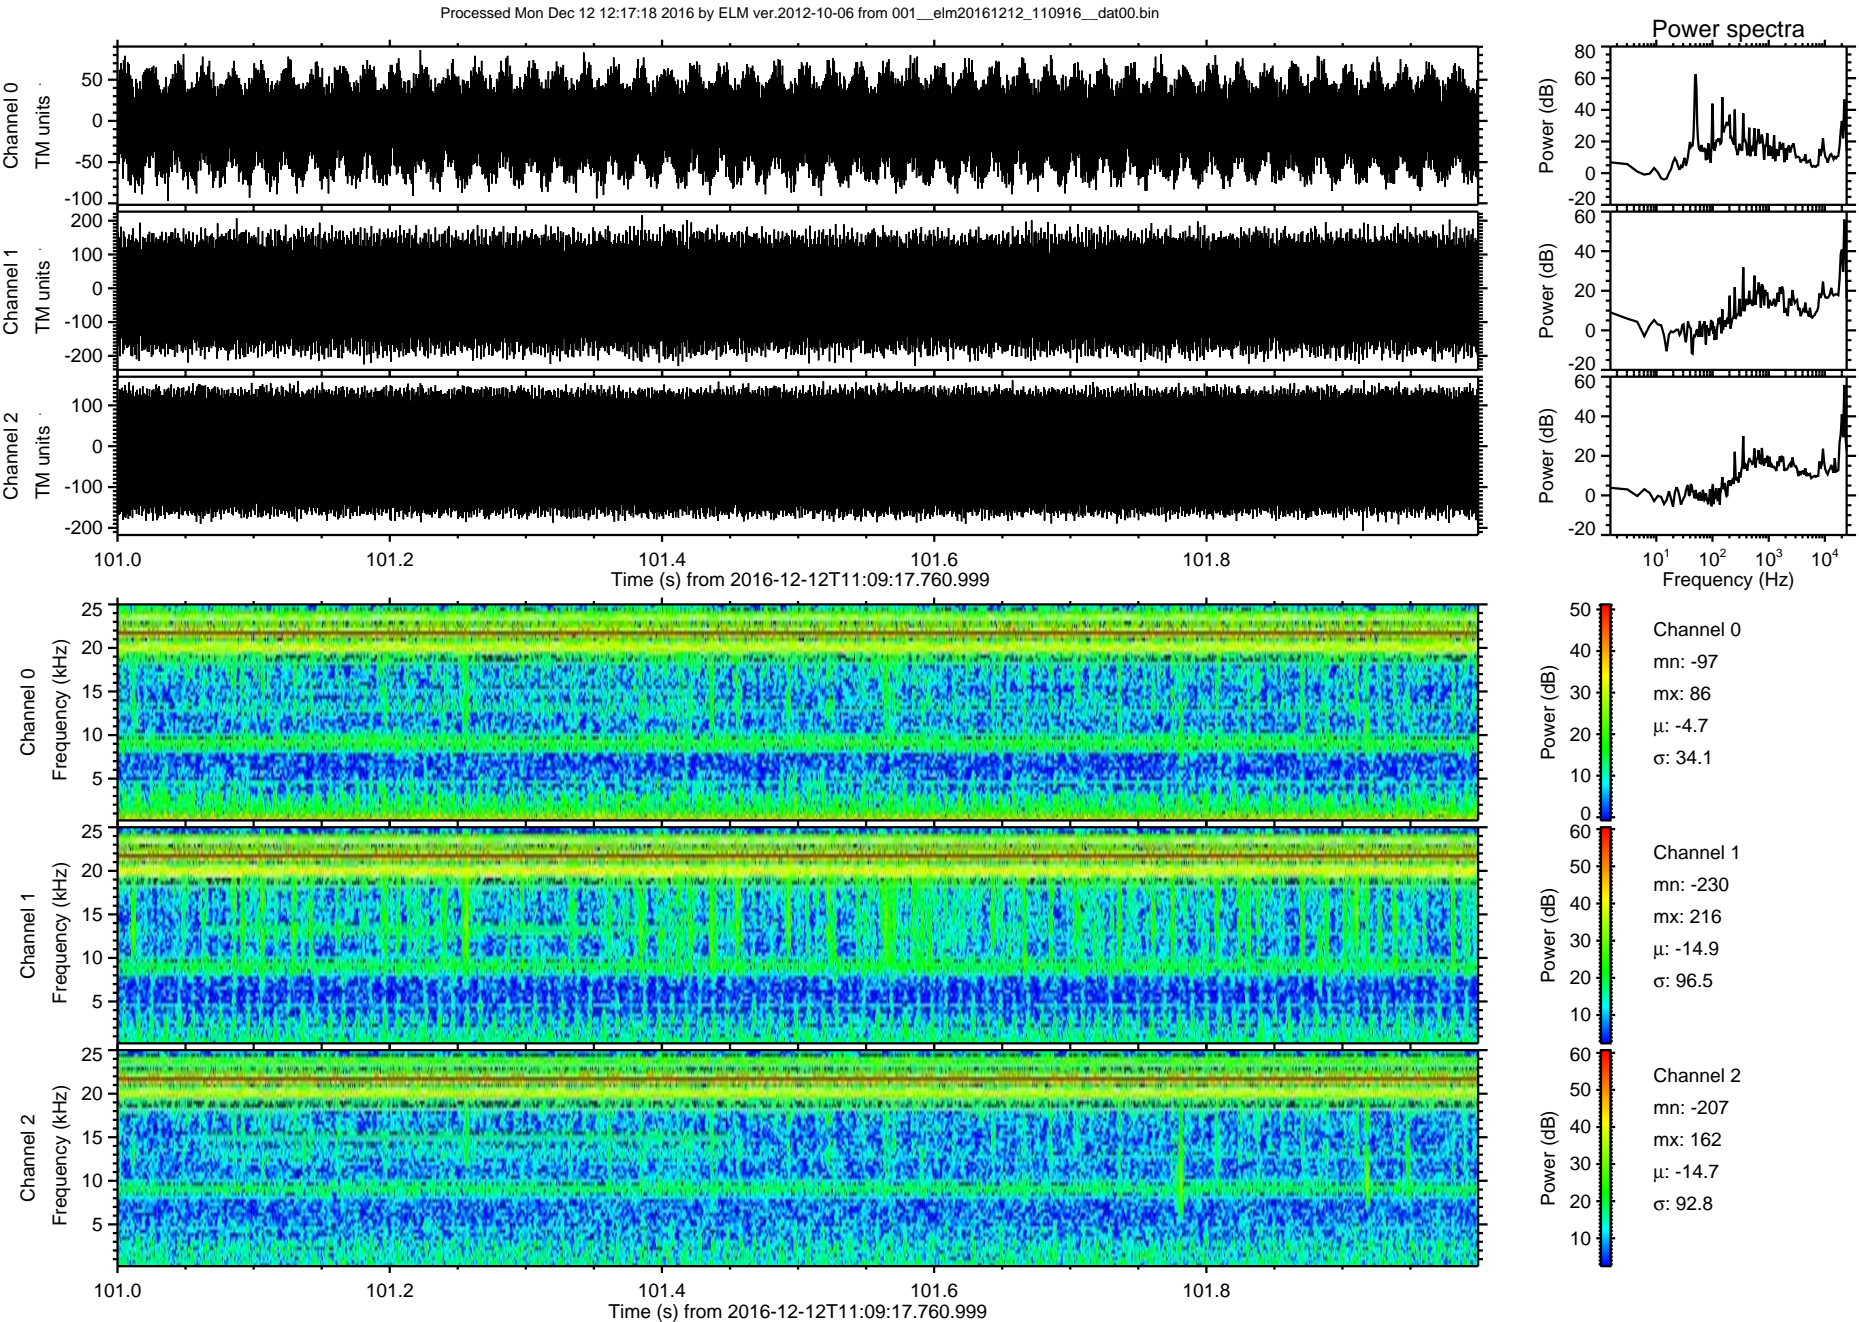 Processed Mon Dec 12 12:17:18 2016 by ELM ver.2012-10-06 from 001__elm20161212_110916__dat00.bin
Power spectra
Channel 0
TM units
50
0
-50
-100
Power (dB)
80
60
40
20
0
-20
Channel 1
TM units
200
100
0
-100
-200
Power (dB)
60
40
20
0
-20
Channel 2
TM units
100
0
-100
-200
Power (dB)
60
40
20
0
-20
101.0 101.2 101.4 101.6 101.8
Time (s) from 2016-12-12T11:09:17.760.999
10^1 10^2 10^3 10^4
Frequency (Hz)
Channel 0
Frequency (kHz)
25
20
15
10
5
Power (dB)
50
40
30
20
10
0
Channel 0
mn: -97
mx: 86
μ: -4.7
σ: 34.1
Channel 1
Frequency (kHz)
25
20
15
10
5
Power (dB)
60
50
40
30
20
10
Channel 1
mn: -230
mx: 216
μ: -14.9
σ: 96.5
Channel 2
Frequency (kHz)
25
20
15
10
5
Power (dB)
60
50
40
30
20
10
Channel 2
mn: -207
mx: 162
μ: -14.7
σ: 92.8
101.0 101.2 101.4 101.6 101.8
Time (s) from 2016-12-12T11:09:17.760.999